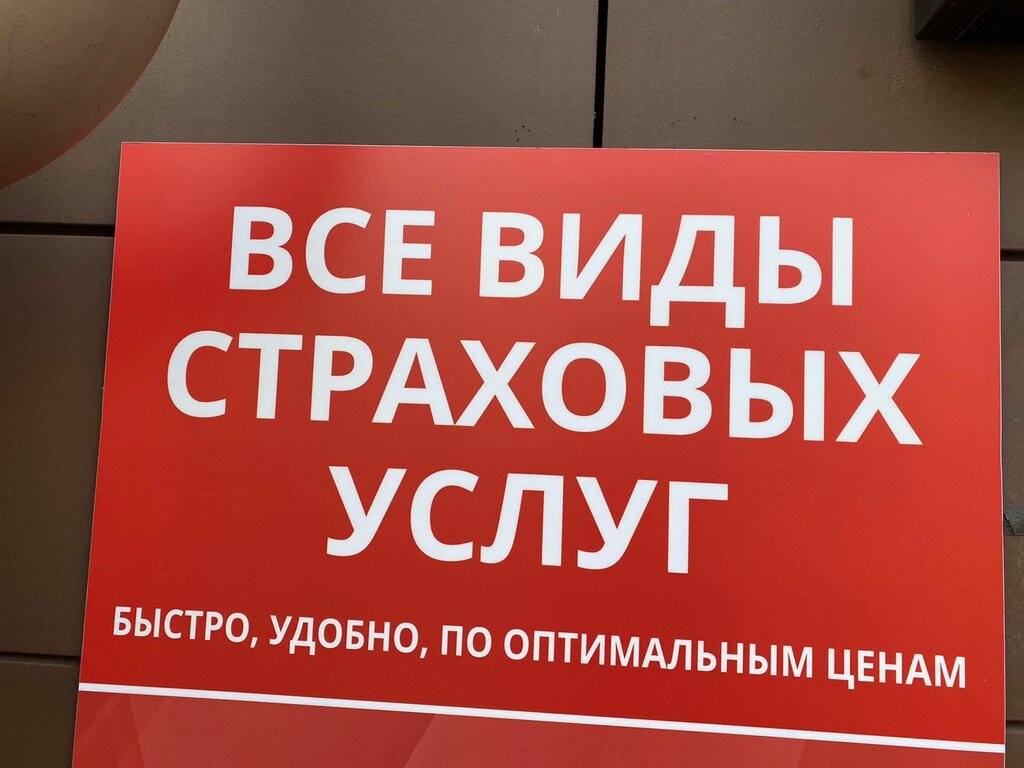 ВСЕ ВИДЫ
СТРАХОВЫХ
УСЛУГ
БЫСТРО, УДОБНО, ПО ОПТИМАЛЬНЫМ ЦЕНАМ